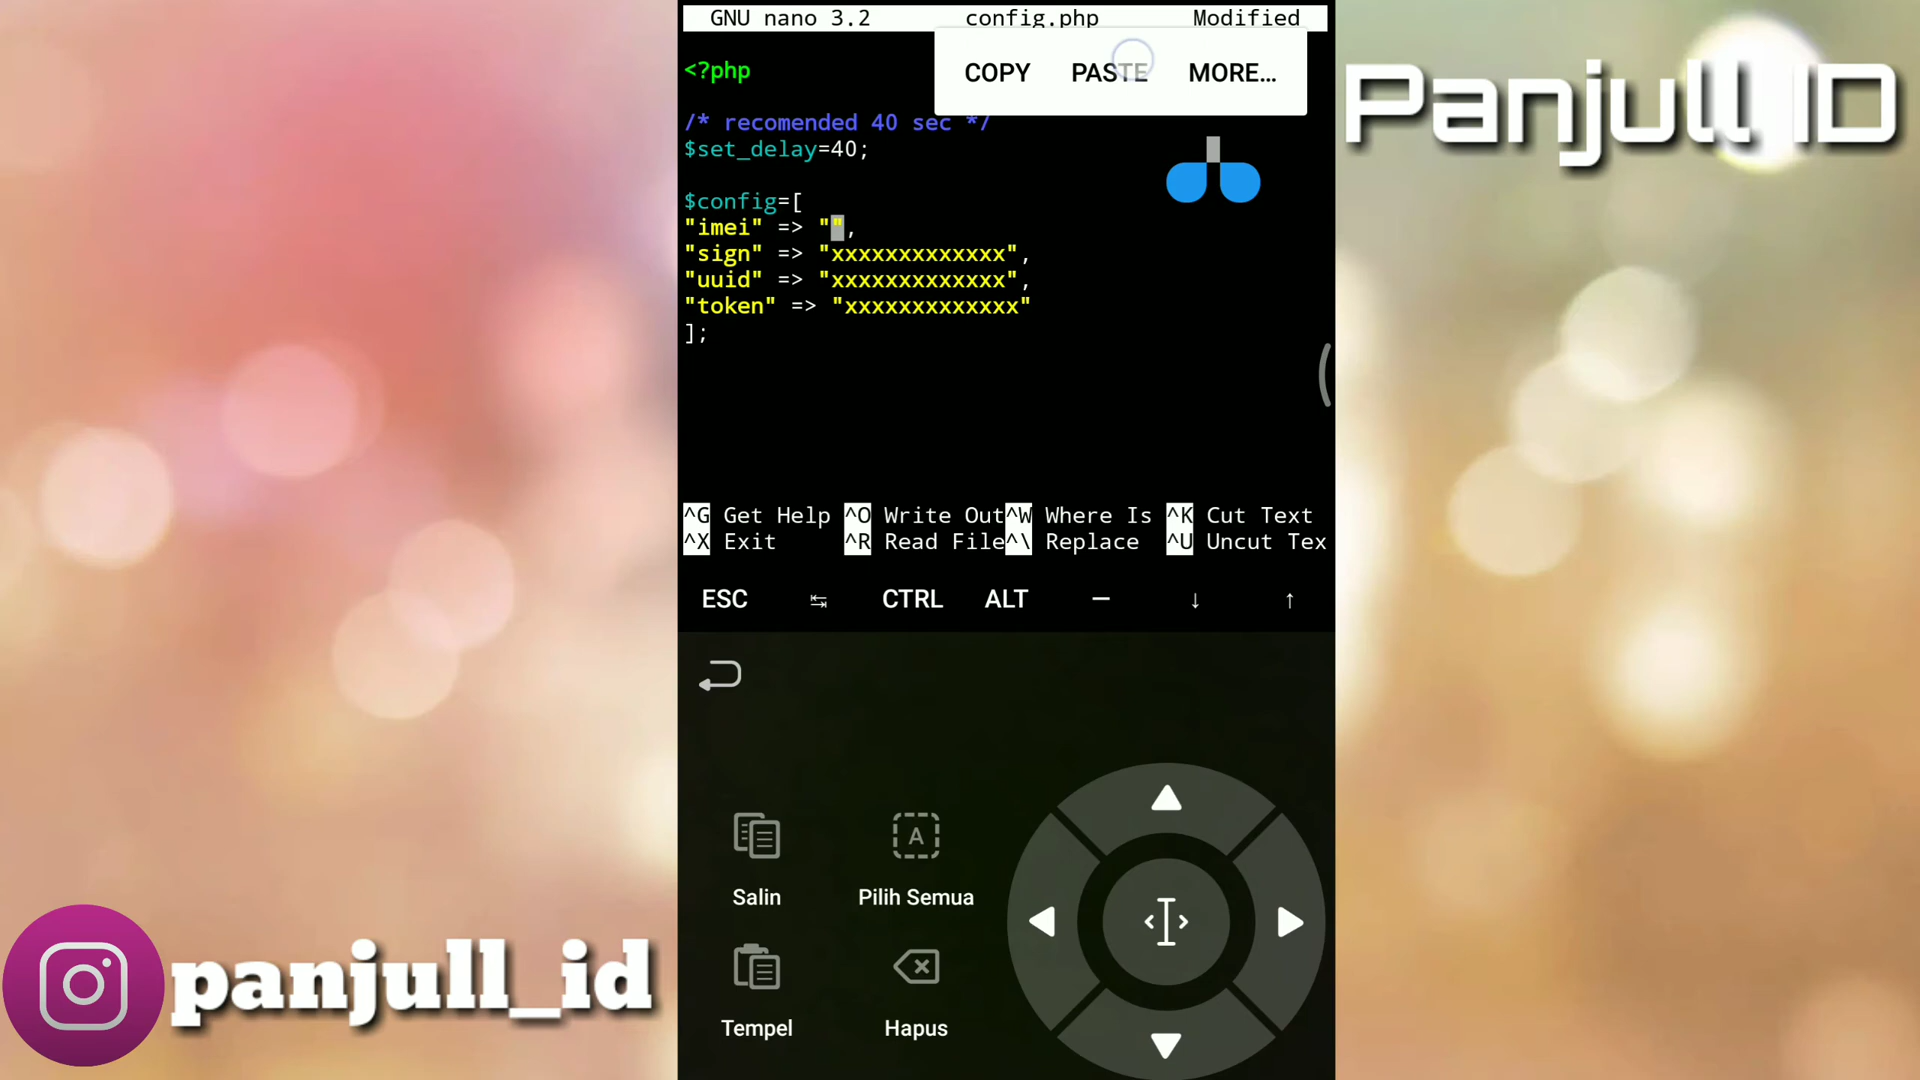 GNU nano 3.2 config.php Modified
COPY PASTE MORE...
<?php
/* recomended 40 sec */
$set_delay=40;
$config=[
"imei" => "",
"sign" => "xxxxxxxxxxxxx",
"uuid" => "xxxxxxxxxxxxx",
"token" => "xxxxxxxxxxxxx"
];
^G Get Help ^O Write Out^W Where Is ^K Cut Text
^X Exit ^R Read File^\ Replace ^U Uncut Tex
ESC ↹ CTRL ALT — ↓ ↑
Salin
Pilih Semua
Tempel
Hapus
Panjull ID
panjull_id